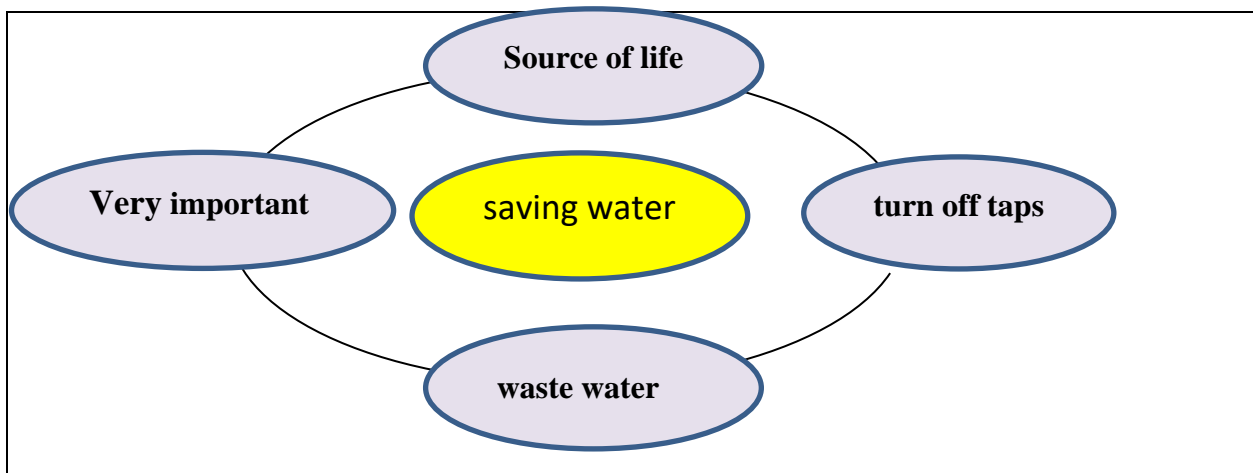 Source of life
Very important
saving water
turn off taps
waste water